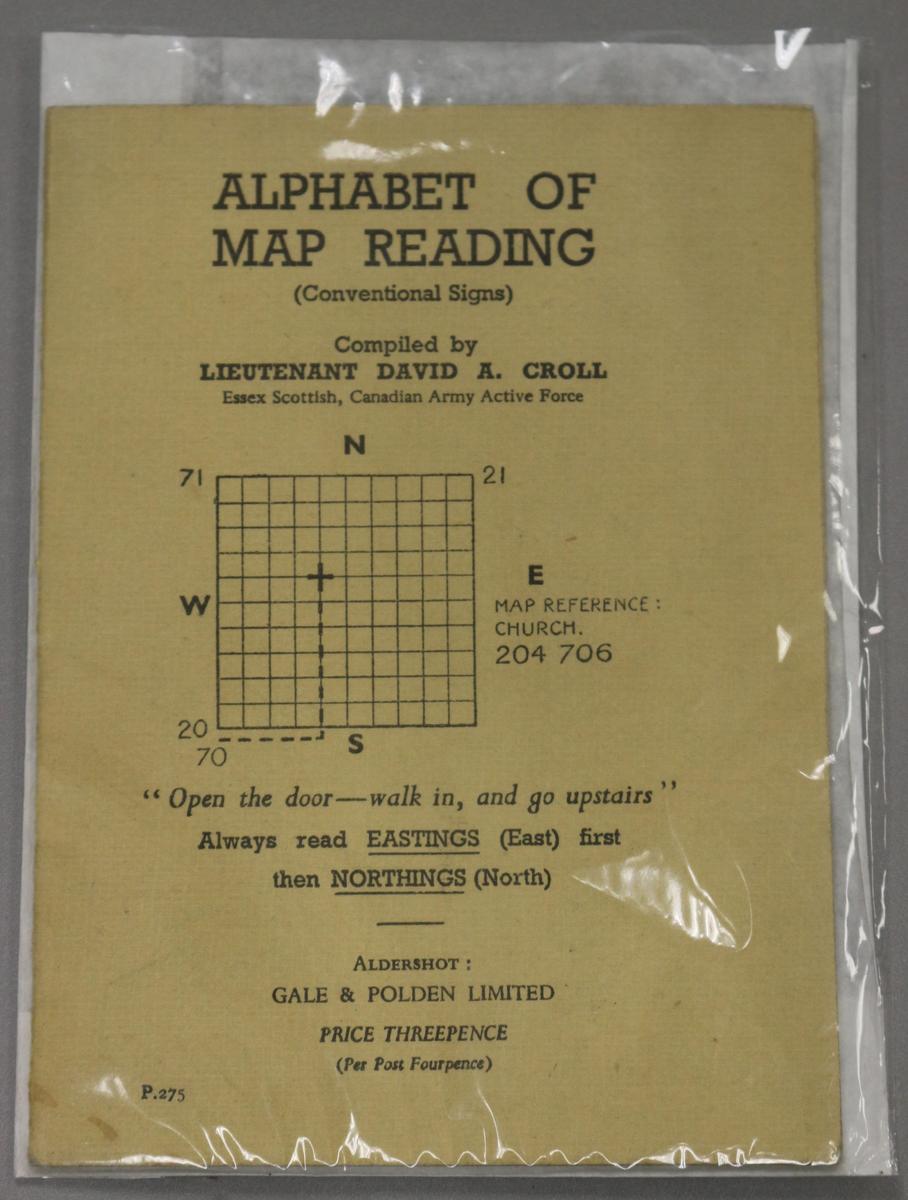 ALPHABET OF
MAP READING
(Conventional Signs)
Compiled by
LIEUTENANT DAVID A. CROLL
Essex Scottish, Canadian Army Active Force
N
71 21
E
W MAP REFERENCE :
CHURCH.
204 706
20
70 S
“Open the door—walk in, and go upstairs”
Always read EASTINGS (East) first
then NORTHINGS (North)
ALDERSHOT :
GALE & POLDEN LIMITED
PRICE THREEPENCE
(Per Post Fourpence)
P.275